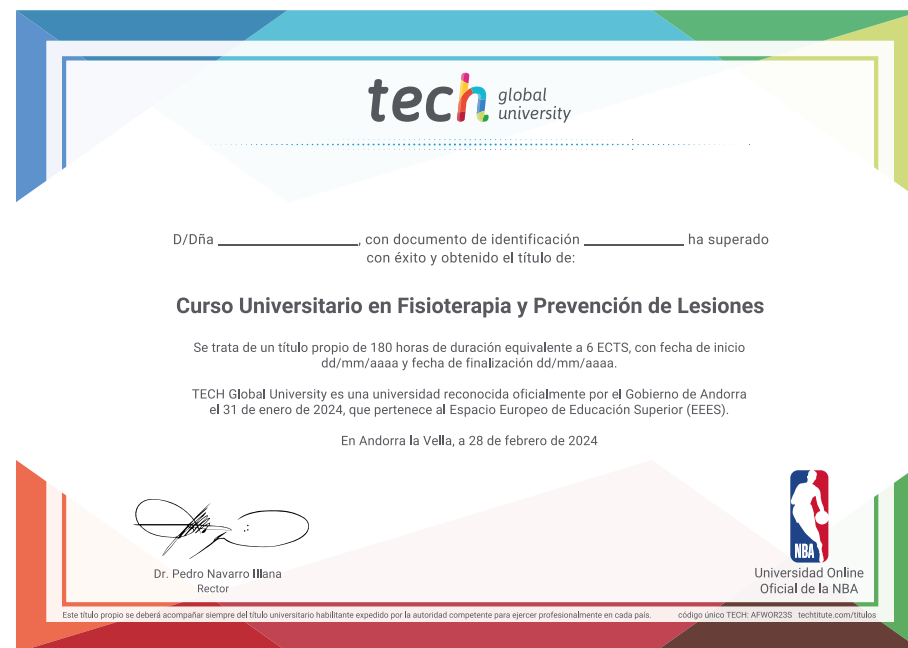 tech global university
D/Dña ____________, con documento de identificación ____________ ha superado
con éxito y obtenido el título de:
Curso Universitario en Fisioterapia y Prevención de Lesiones
Se trata de un título propio de 180 horas de duración equivalente a 6 ECTS, con fecha de inicio
dd/mm/aaaa y fecha de finalización dd/mm/aaaa.
TECH Global University es una universidad reconocida oficialmente por el Gobierno de Andorra
el 31 de enero de 2024, que pertenece al Espacio Europeo de Educación Superior (EEES).
En Andorra la Vella, a 28 de febrero de 2024
Dr. Pedro Navarro Illana
Rector
NBA
Universidad Online
Oficial de la NBA
Este título propio se deberá acompañar siempre del título universitario habilitante expedido por la autoridad competente para ejercer profesionalmente en cada país.
código único TECH: AFWOR23S techtitute.com/titulos